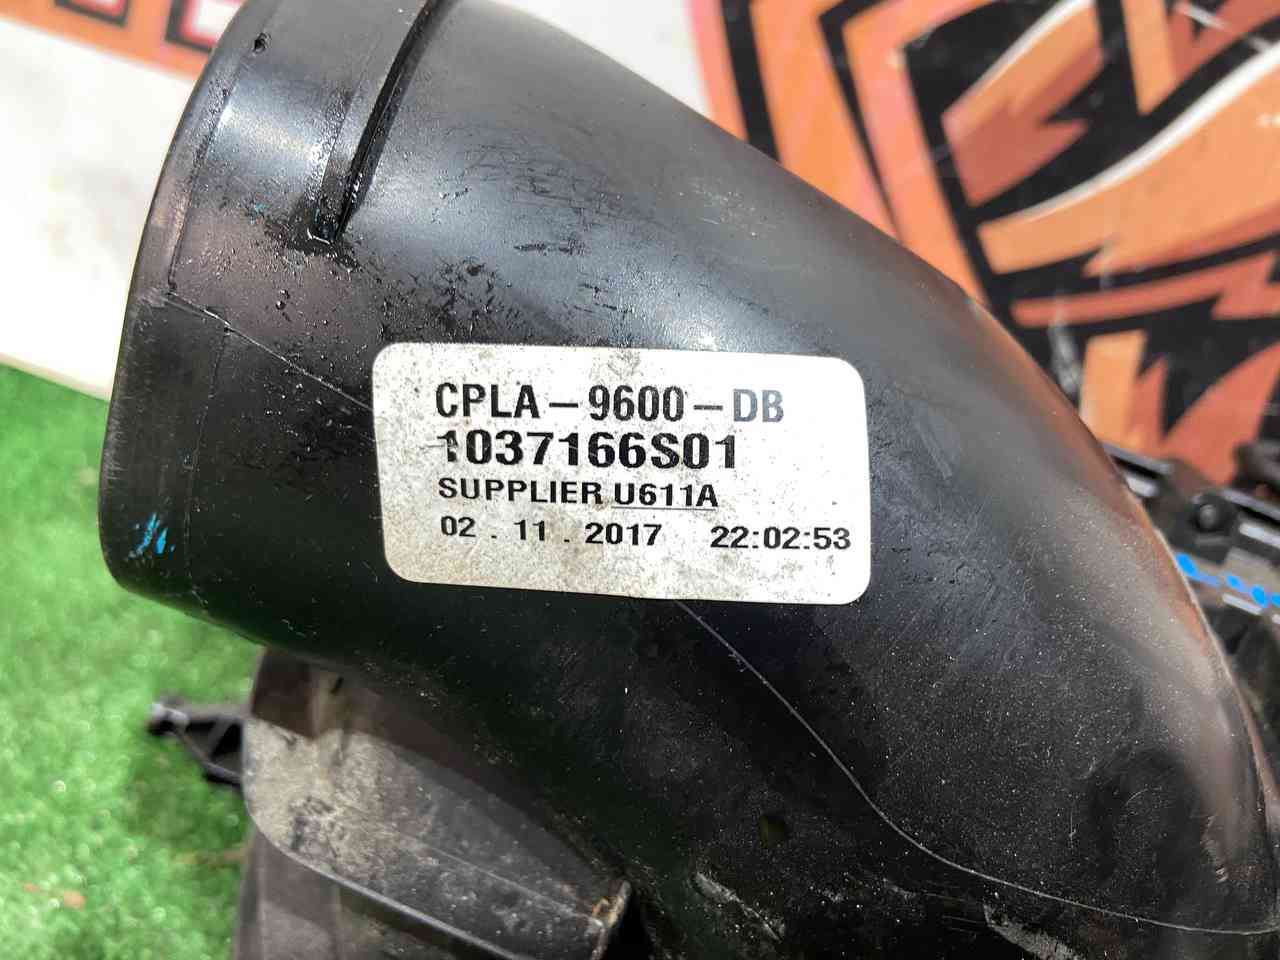 CPLA-9600-DB
1037166S01
SUPPLIER U611A
02 . 11 . 2017 22:02:53